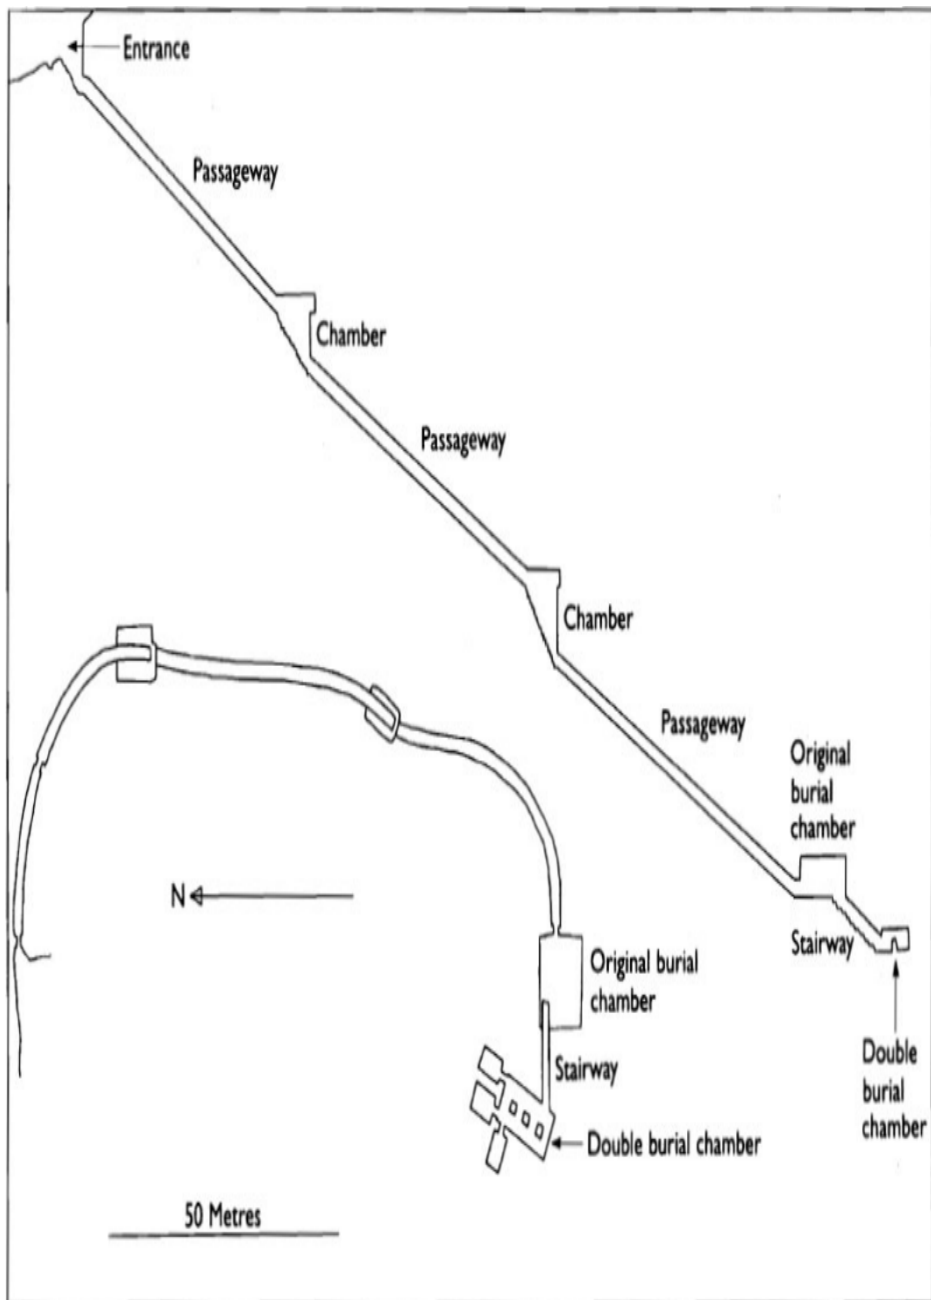 Entrance
Passageway
Chamber
Passageway
Chamber
Passageway
Original
burial
chamber
N
Stairway
Original burial
chamber
Double
burial
chamber
Stairway
Double burial chamber
50 Metres